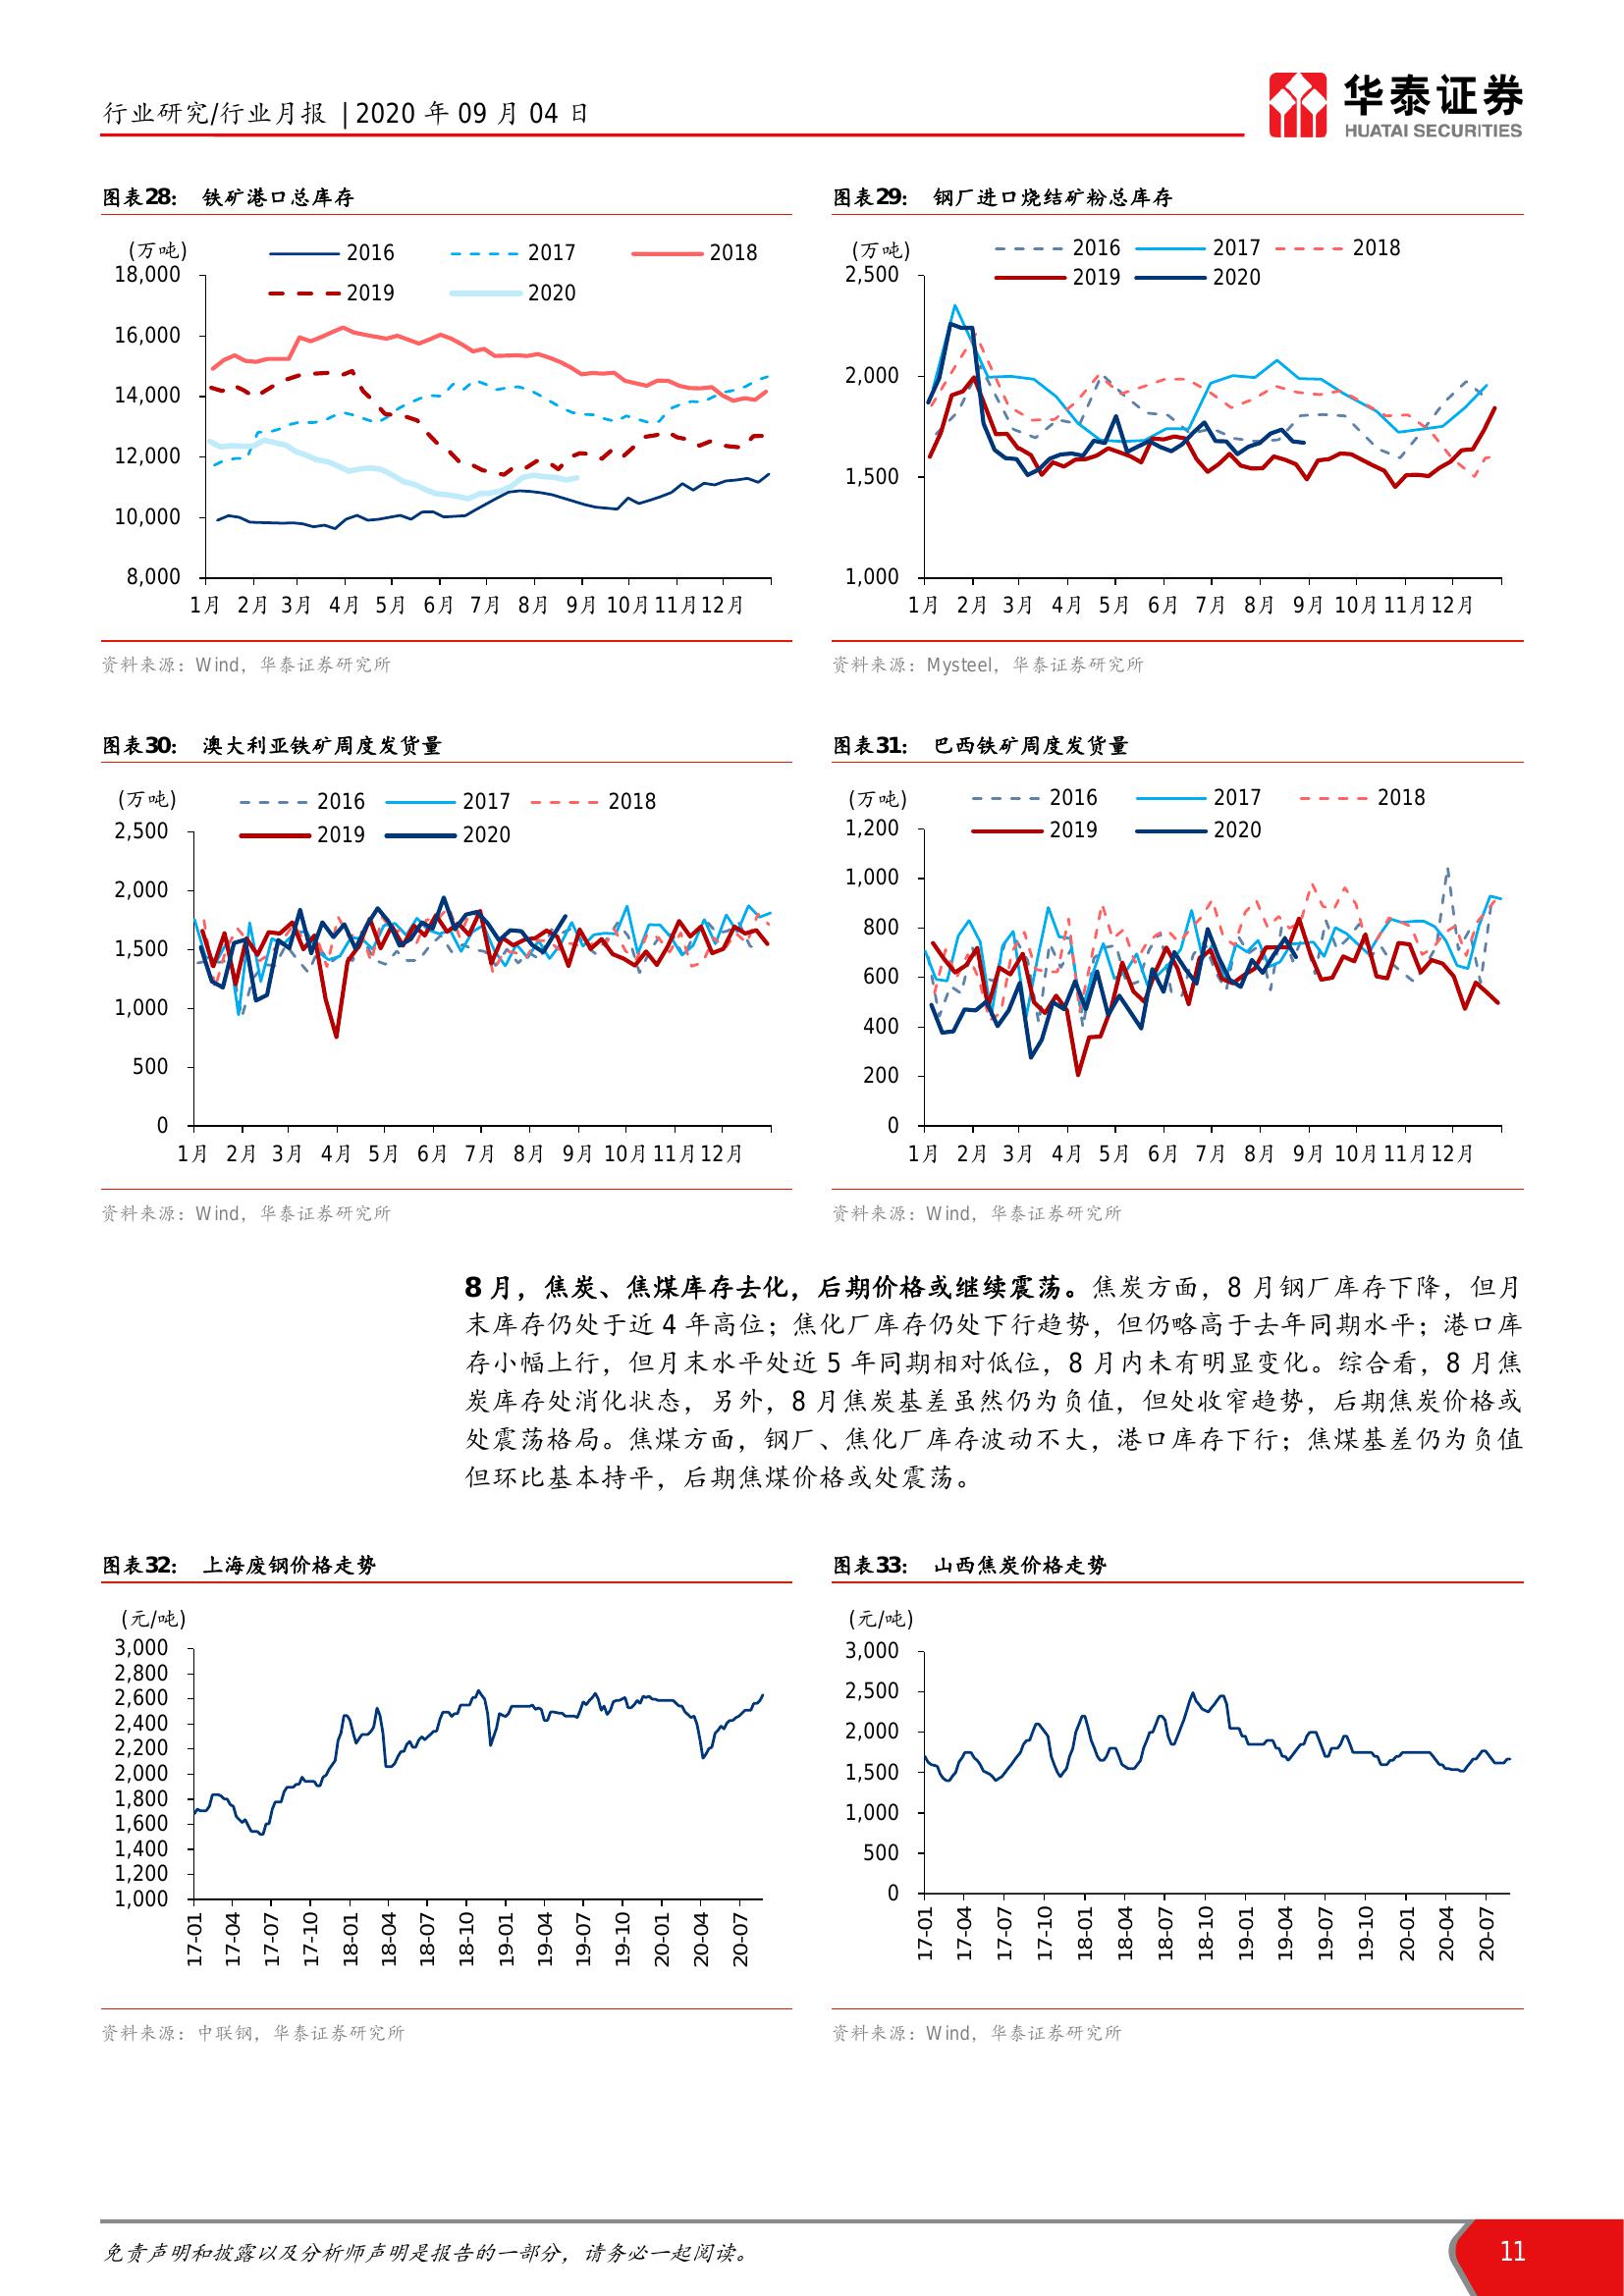 行业研究/行业月报 | 2020 年 09 月 04 日
华泰证券
HUATAI SECURITIES
图表28： 铁矿港口总库存
(万吨)
2016 2017 2018
2019 2020
18,000
16,000
14,000
12,000
10,000
8,000
1月 2月 3月 4月 5月 6月 7月 8月 9月 10月 11月 12月
资料来源：Wind，华泰证券研究所
图表29： 钢厂进口烧结矿粉总库存
(万吨)
2016 2017 2018
2019 2020
2,500
2,000
1,500
1,000
1月 2月 3月 4月 5月 6月 7月 8月 9月 10月 11月 12月
资料来源：Mysteel，华泰证券研究所
图表30： 澳大利亚铁矿周度发货量
(万吨)
2016 2017 2018
2019 2020
2,500
2,000
1,500
1,000
500
0
1月 2月 3月 4月 5月 6月 7月 8月 9月 10月 11月 12月
资料来源：Wind，华泰证券研究所
图表31： 巴西铁矿周度发货量
(万吨)
2016 2017 2018
2019 2020
1,200
1,000
800
600
400
200
0
1月 2月 3月 4月 5月 6月 7月 8月 9月 10月 11月 12月
资料来源：Wind，华泰证券研究所
8 月，焦炭、焦煤库存去化，后期价格或继续震荡。焦炭方面，8 月钢厂库存下降，但月
末库存仍处于近 4 年高位；焦化厂库存仍处下行趋势，但仍略高于去年同期水平；港口库
存小幅上行，但月末水平处近 5 年同期相对低位，8 月内未有明显变化。综合看，8 月焦
炭库存处消化状态，另外，8 月焦炭基差虽然仍为负值，但处收窄趋势，后期焦炭价格或
处震荡格局。焦煤方面，钢厂、焦化厂库存波动不大，港口库存下行；焦煤基差仍为负值
但环比基本持平，后期焦煤价格或处震荡。
图表32： 上海废钢价格走势
(元/吨)
3,000
2,800
2,600
2,400
2,200
2,000
1,800
1,600
1,400
1,200
1,000
17-01 17-04 17-07 17-10 18-01 18-04 18-07 18-10 19-01 19-04 19-07 19-10 20-01 20-04 20-07
资料来源：中联钢，华泰证券研究所
图表33： 山西焦炭价格走势
(元/吨)
3,000
2,500
2,000
1,500
1,000
500
0
17-01 17-04 17-07 17-10 18-01 18-04 18-07 18-10 19-01 19-04 19-07 19-10 20-01 20-04 20-07
资料来源：Wind，华泰证券研究所
免责声明和披露以及分析师声明是报告的一部分，请务必一起阅读。
11